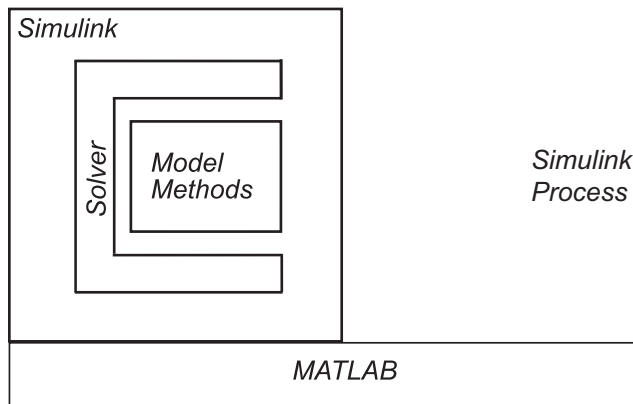 Simulink
Solver
Model
Methods
Simulink
Process
MATLAB